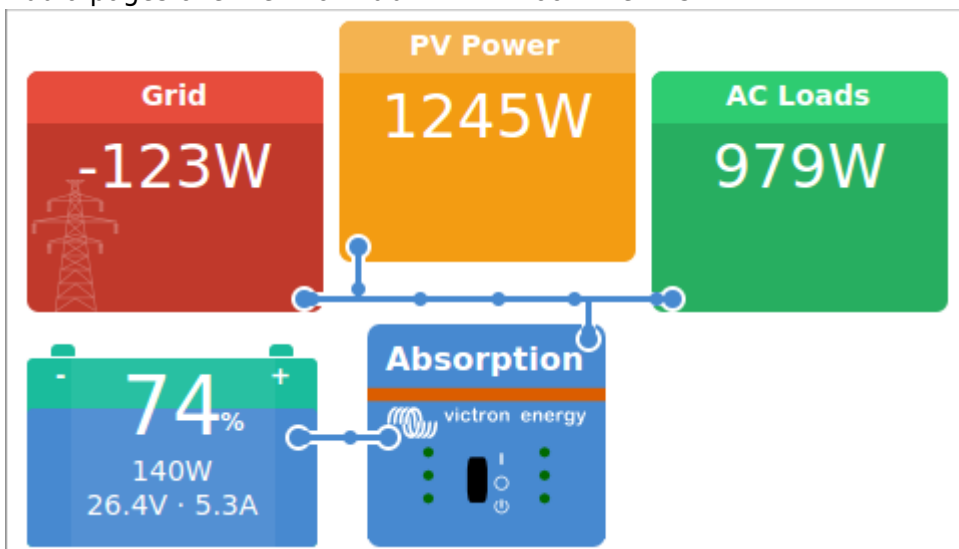 PV Power
1245W
Grid
-123W
AC Loads
979W
Absorption
victron energy
- +
74%
140W
26.4V · 5.3A